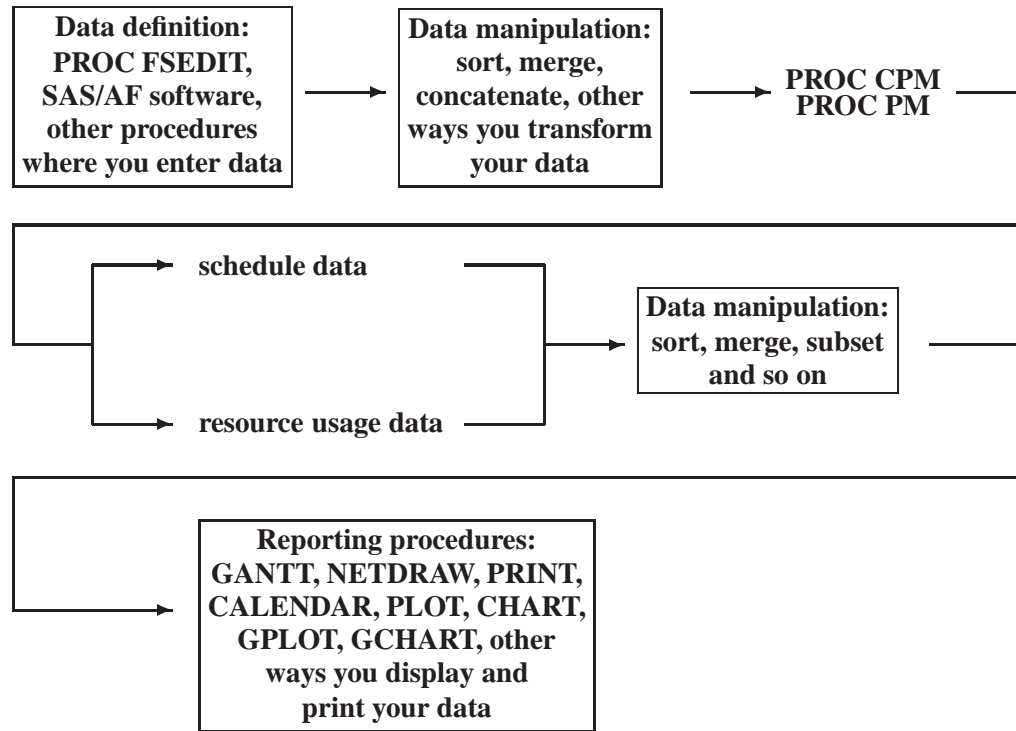 Data definition:
PROC FSEDIT,
SAS/AF software,
other procedures
where you enter data
Data manipulation:
sort, merge,
concatenate, other
ways you transform
your data
PROC CPM
PROC PM
schedule data
resource usage data
Data manipulation:
sort, merge, subset
and so on
Reporting procedures:
GANTT, NETDRAW, PRINT,
CALENDAR, PLOT, CHART,
GPLOT, GCHART, other
ways you display and
print your data